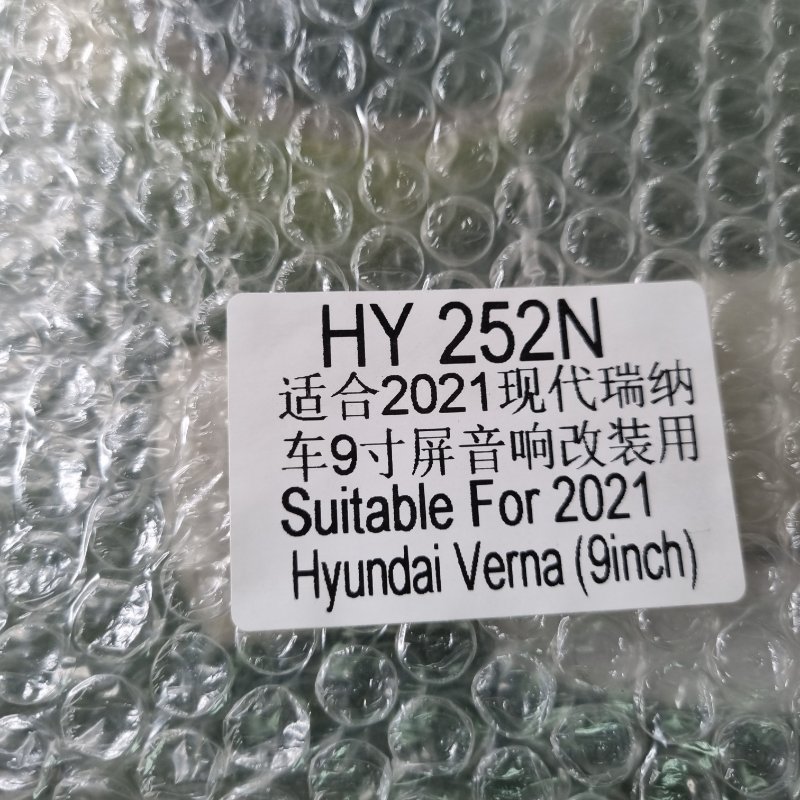 HY 252N
适合2021现代瑞纳
车9寸屏音响改装用
Suitable For 2021
Hyundai Verna (9inch)